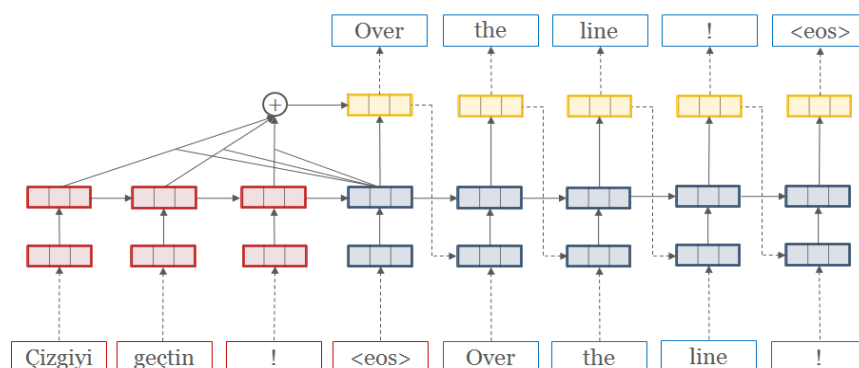 Over the line ! <eos>
+
Çizgiyi geçtin ! <eos> Over the line !